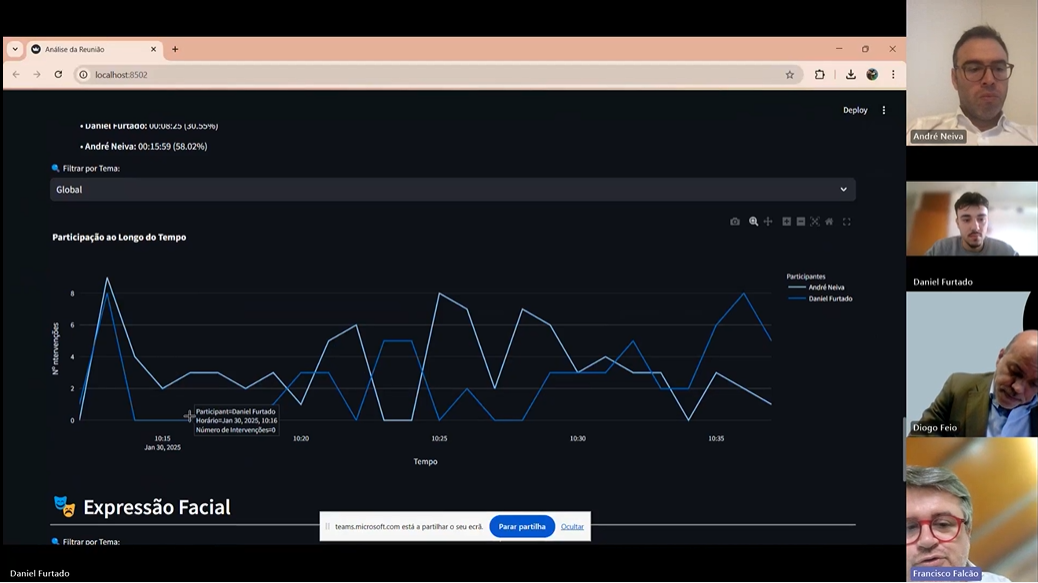 Análise da Reunião
localhost:8502
Deploy
• Daniel Furtado: 00:08:25 (30.55%)
• André Neiva: 00:15:59 (58.02%)
Filtrar por Tema:
Global
Participação ao Longo do Tempo
Participantes
André Neiva
Daniel Furtado
Nº ntervenções
8
6
4
2
0
Participant=Daniel Furtado
Horário=Jan 30, 2025, 10:16
Número de Intervenções=0
10:15
Jan 30, 2025
10:20
10:25
10:30
10:35
Tempo
Expressão Facial
teams.microsoft.com está a partilhar o seu ecrã.
Parar partilha
Ocultar
Filtrar por Tema:
Daniel Furtado
André Neiva
Daniel Furtado
Diogo Feio
Francisco Falcão